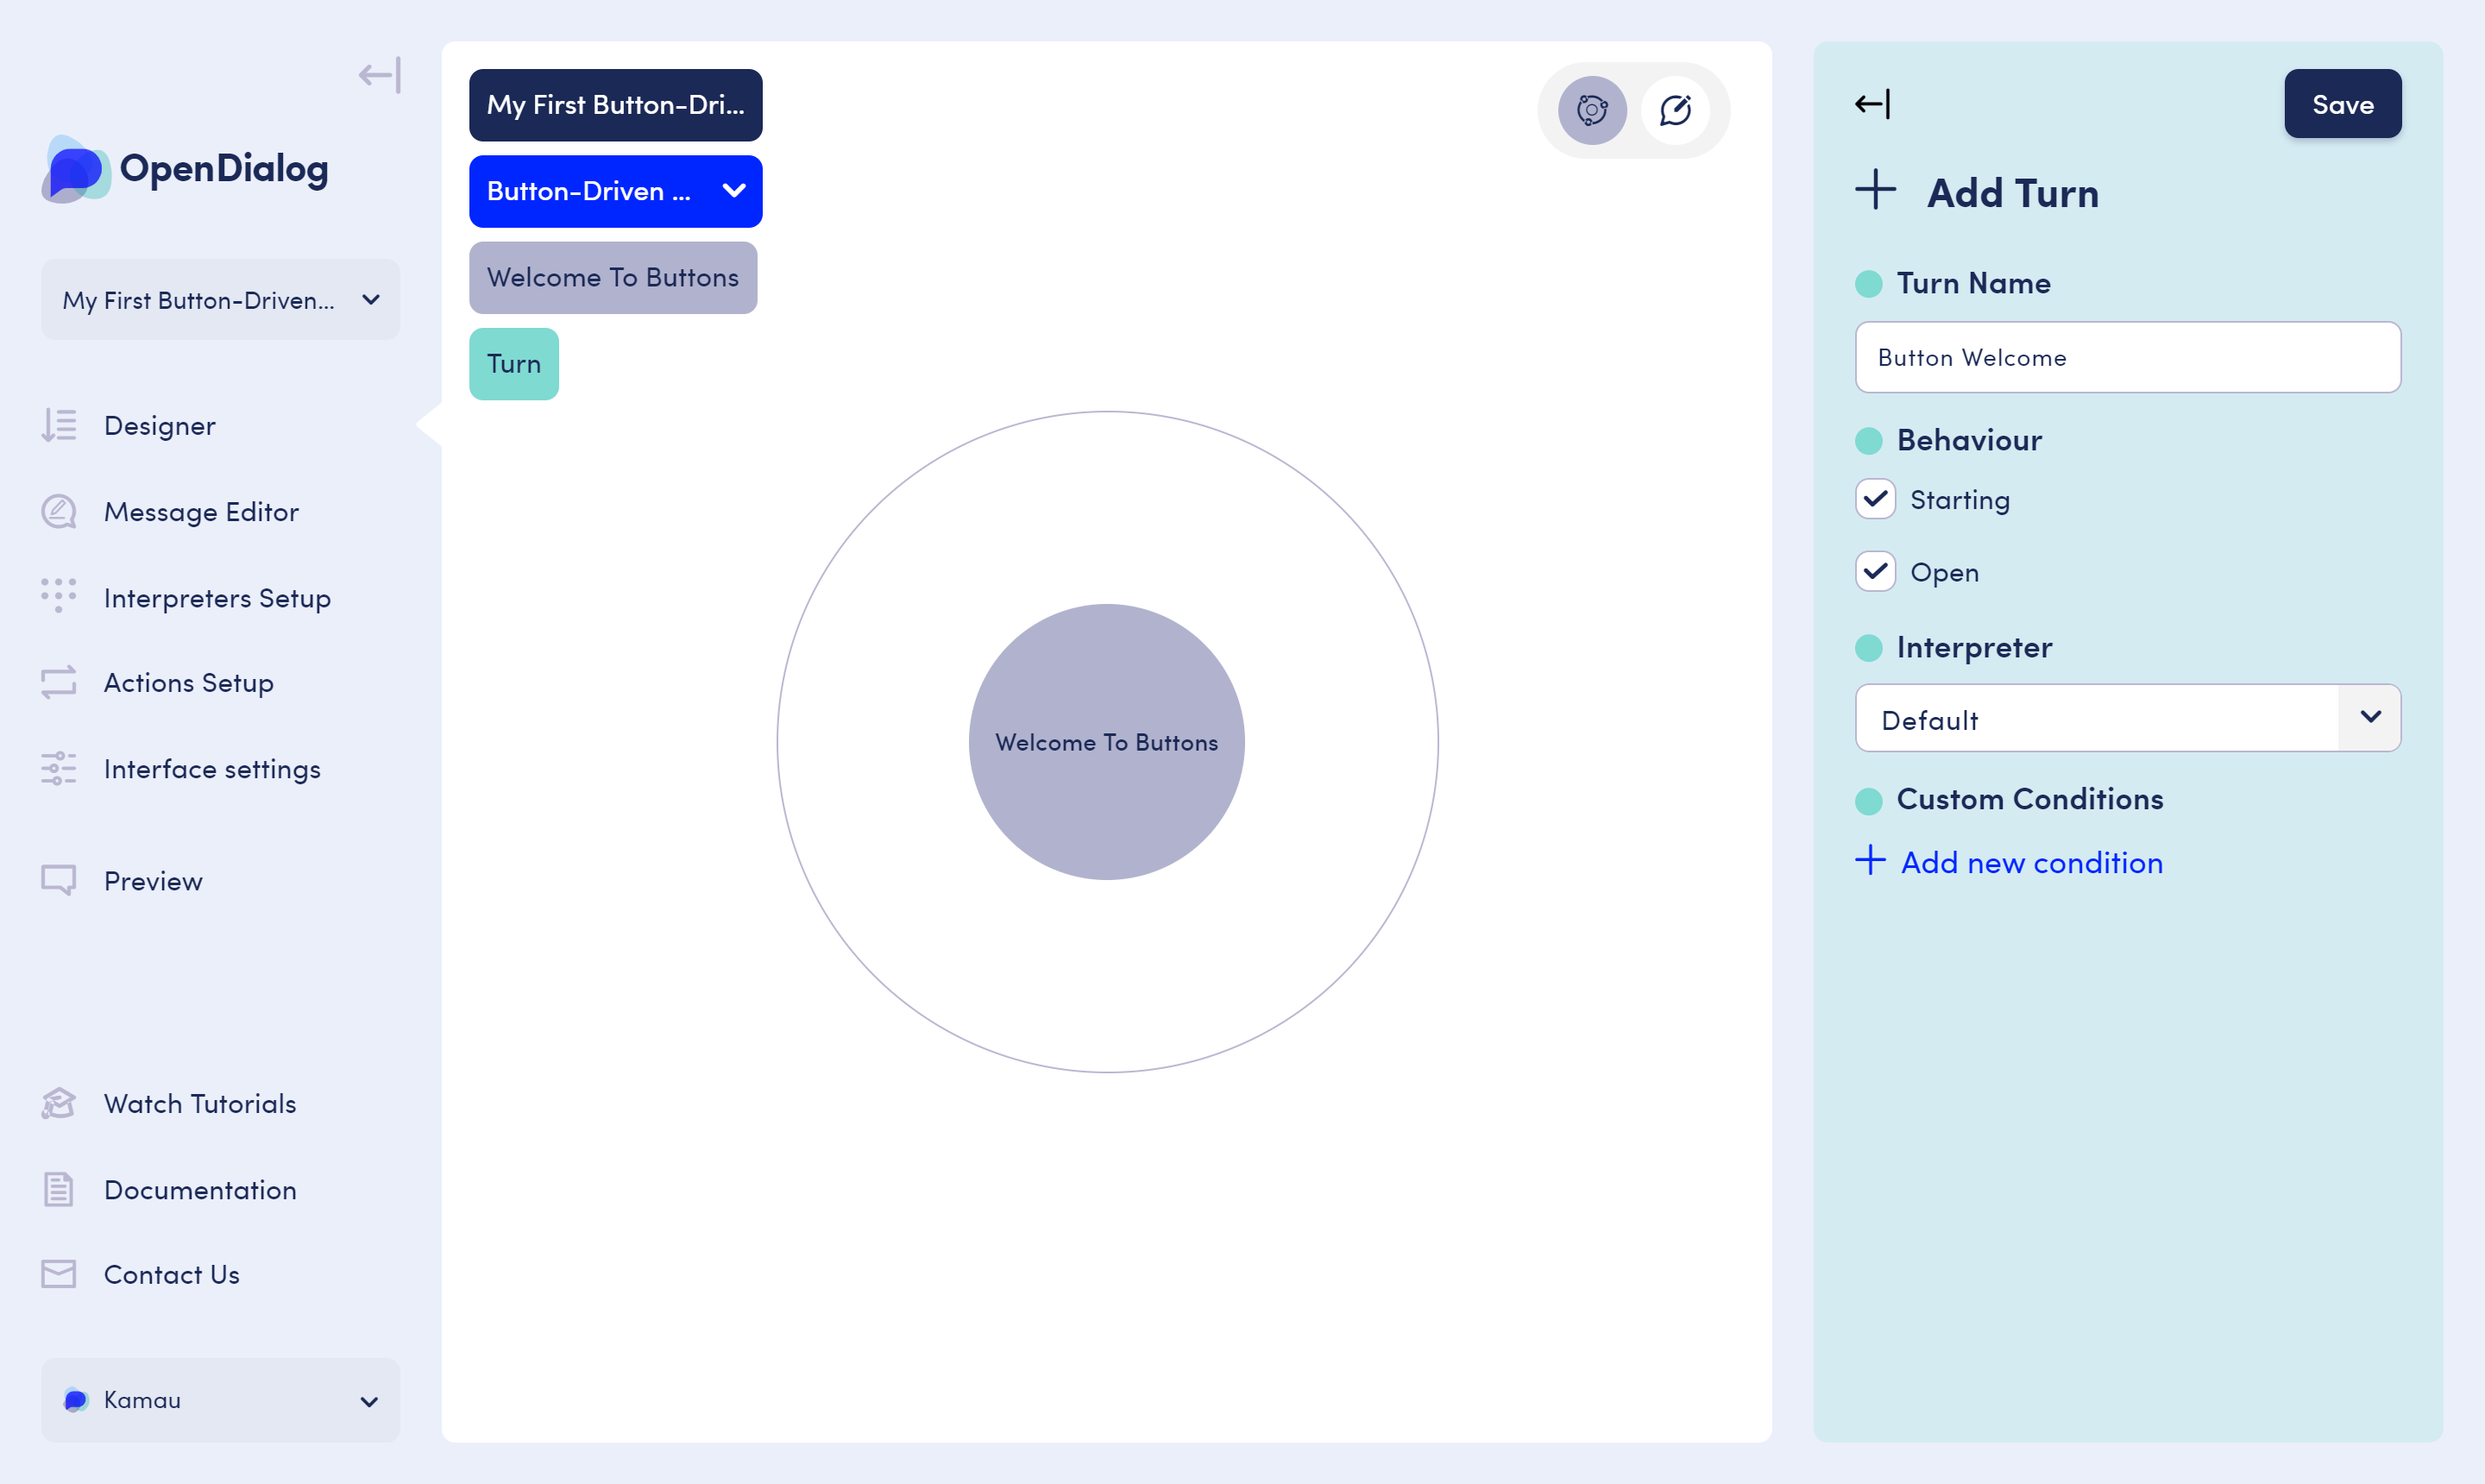 OpenDialog
My First Button-Driven...
Designer
Message Editor
Interpreters Setup
Actions Setup
Interface settings
Preview
Watch Tutorials
Documentation
Contact Us
Kamau
My First Button-Dri...
Button-Driven ...
Welcome To Buttons
Turn
Welcome To Buttons
Save
Add Turn
Turn Name
Button Welcome
Behaviour
Starting
Open
Interpreter
Default
Custom Conditions
Add new condition